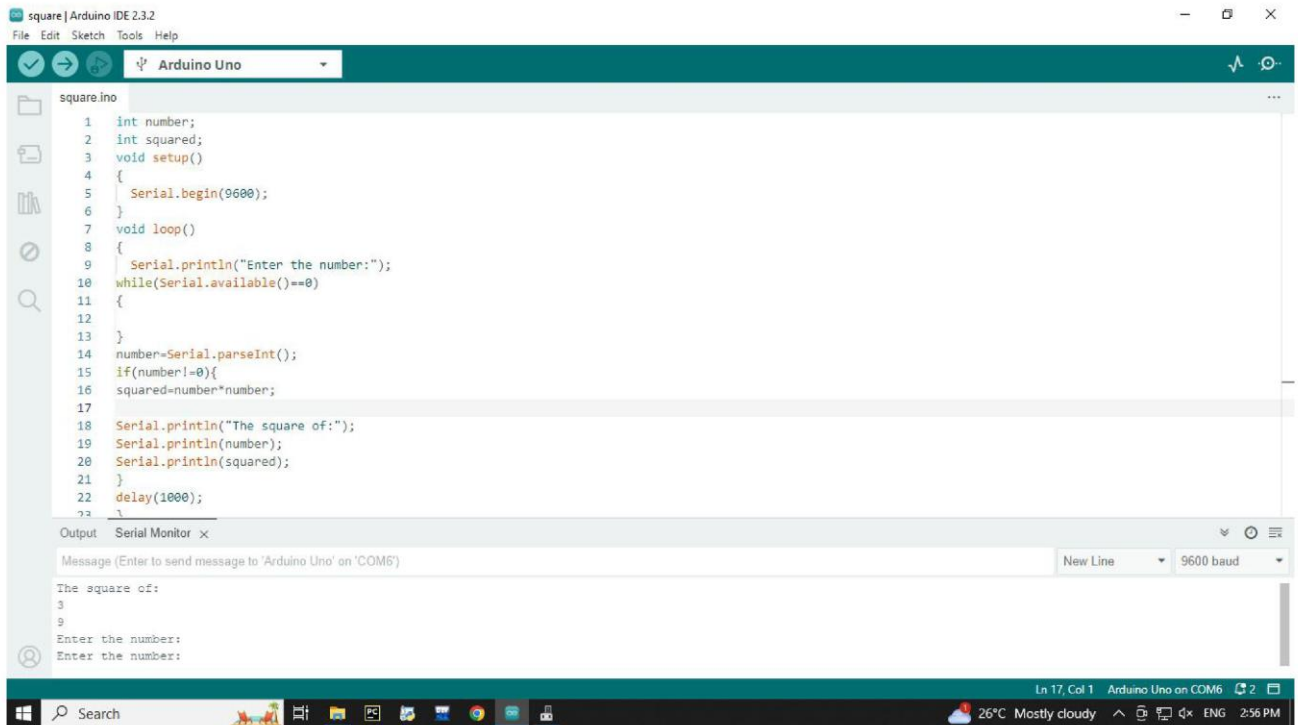 square | Arduino IDE 2.3.2
File Edit Sketch Tools Help
Arduino Uno
square.ino
1 int number;
2 int squared;
3 void setup()
4 {
5 Serial.begin(9600);
6 }
7 void loop()
8 {
9 Serial.println("Enter the number:");
10 while(Serial.available()==0)
11 {
12
13 }
14 number=Serial.parseInt();
15 if(number!=0){
16 squared=number*number;
17
18 Serial.println("The square of:");
19 Serial.println(number);
20 Serial.println(squared);
21 }
22 delay(1000);
23 }
Output Serial Monitor
Message (Enter to send message to 'Arduino Uno' on 'COM6') New Line 9600 baud
The square of:
3
9
Enter the number:
Enter the number:
Ln 17, Col 1 Arduino Uno on COM6 2
Search PC 1 26°C Mostly cloudy ENG 2:56 PM